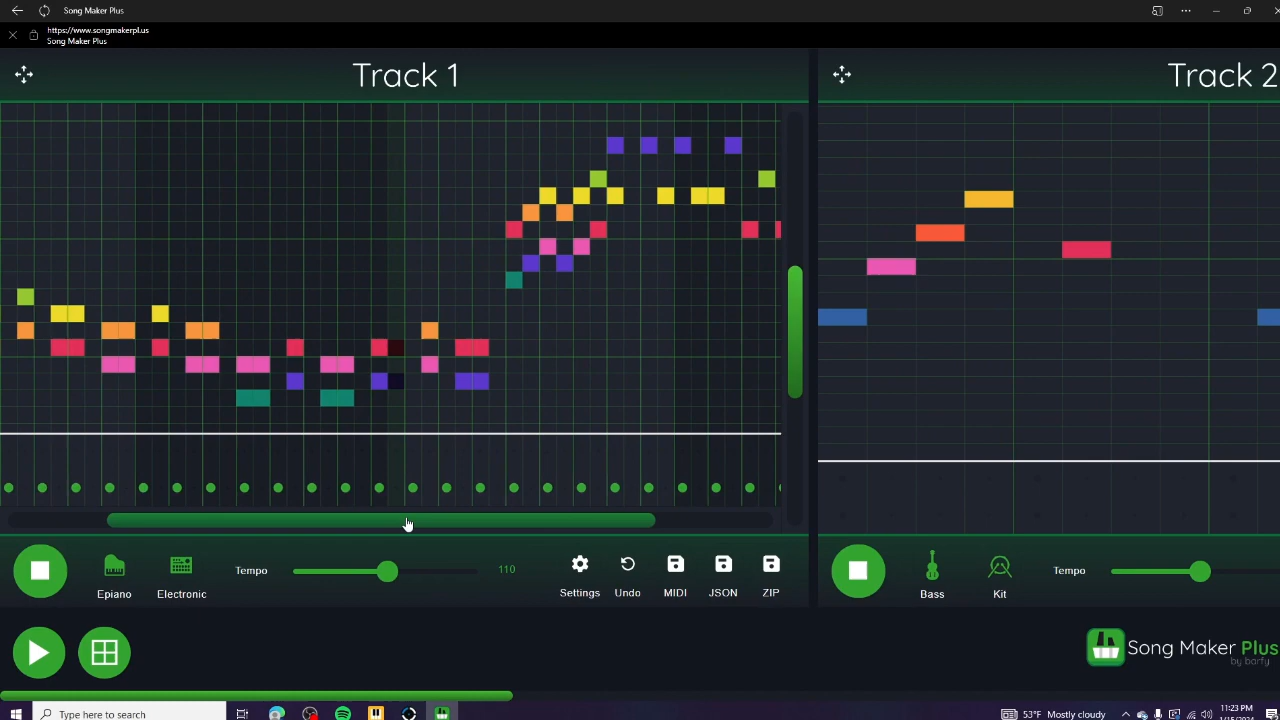 Song Maker Plus
https://www.songmakerpl.us
Song Maker Plus
Track 1
Track 2
Epiano
Electronic
Tempo
110
Settings
Undo
MIDI
JSON
ZIP
Bass
Kit
Tempo
Song Maker Plus
by barfy
Type here to search
53°F Mostly cloudy
11:23 PM